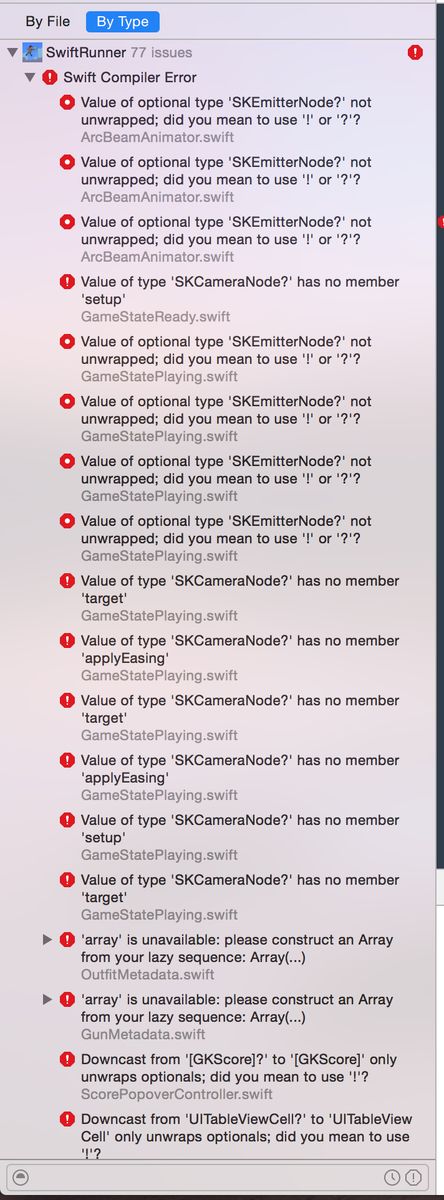 By File By Type
SwiftRunner 77 issues
Swift Compiler Error
Value of optional type 'SKEmitterNode?' not
unwrapped; did you mean to use '!' or '?'?
ArcBeamAnimator.swift
Value of optional type 'SKEmitterNode?' not
unwrapped; did you mean to use '!' or '?'?
ArcBeamAnimator.swift
Value of optional type 'SKEmitterNode?' not
unwrapped; did you mean to use '!' or '?'?
ArcBeamAnimator.swift
Value of type 'SKCameraNode?' has no member
'setup'
GameStateReady.swift
Value of optional type 'SKEmitterNode?' not
unwrapped; did you mean to use '!' or '?'?
GameStatePlaying.swift
Value of optional type 'SKEmitterNode?' not
unwrapped; did you mean to use '!' or '?'?
GameStatePlaying.swift
Value of optional type 'SKEmitterNode?' not
unwrapped; did you mean to use '!' or '?'?
GameStatePlaying.swift
Value of optional type 'SKEmitterNode?' not
unwrapped; did you mean to use '!' or '?'?
GameStatePlaying.swift
Value of type 'SKCameraNode?' has no member
'target'
GameStatePlaying.swift
Value of type 'SKCameraNode?' has no member
'applyEasing'
GameStatePlaying.swift
Value of type 'SKCameraNode?' has no member
'target'
GameStatePlaying.swift
Value of type 'SKCameraNode?' has no member
'applyEasing'
GameStatePlaying.swift
Value of type 'SKCameraNode?' has no member
'setup'
GameStatePlaying.swift
Value of type 'SKCameraNode?' has no member
'target'
GameStatePlaying.swift
'array' is unavailable: please construct an Array
from your lazy sequence: Array(...)
OutfitMetadata.swift
'array' is unavailable: please construct an Array
from your lazy sequence: Array(...)
GunMetadata.swift
Downcast from '[GKScore]?' to '[GKScore]' only
unwraps optionals; did you mean to use '!'?
ScorePopoverController.swift
Downcast from 'UITableViewCell?' to 'UITableView
Cell' only unwraps optionals; did you mean to use
'!'?